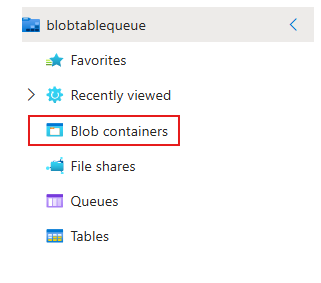 blobtablequeue
Favorites
Recently viewed
Blob containers
File shares
Queues
Tables